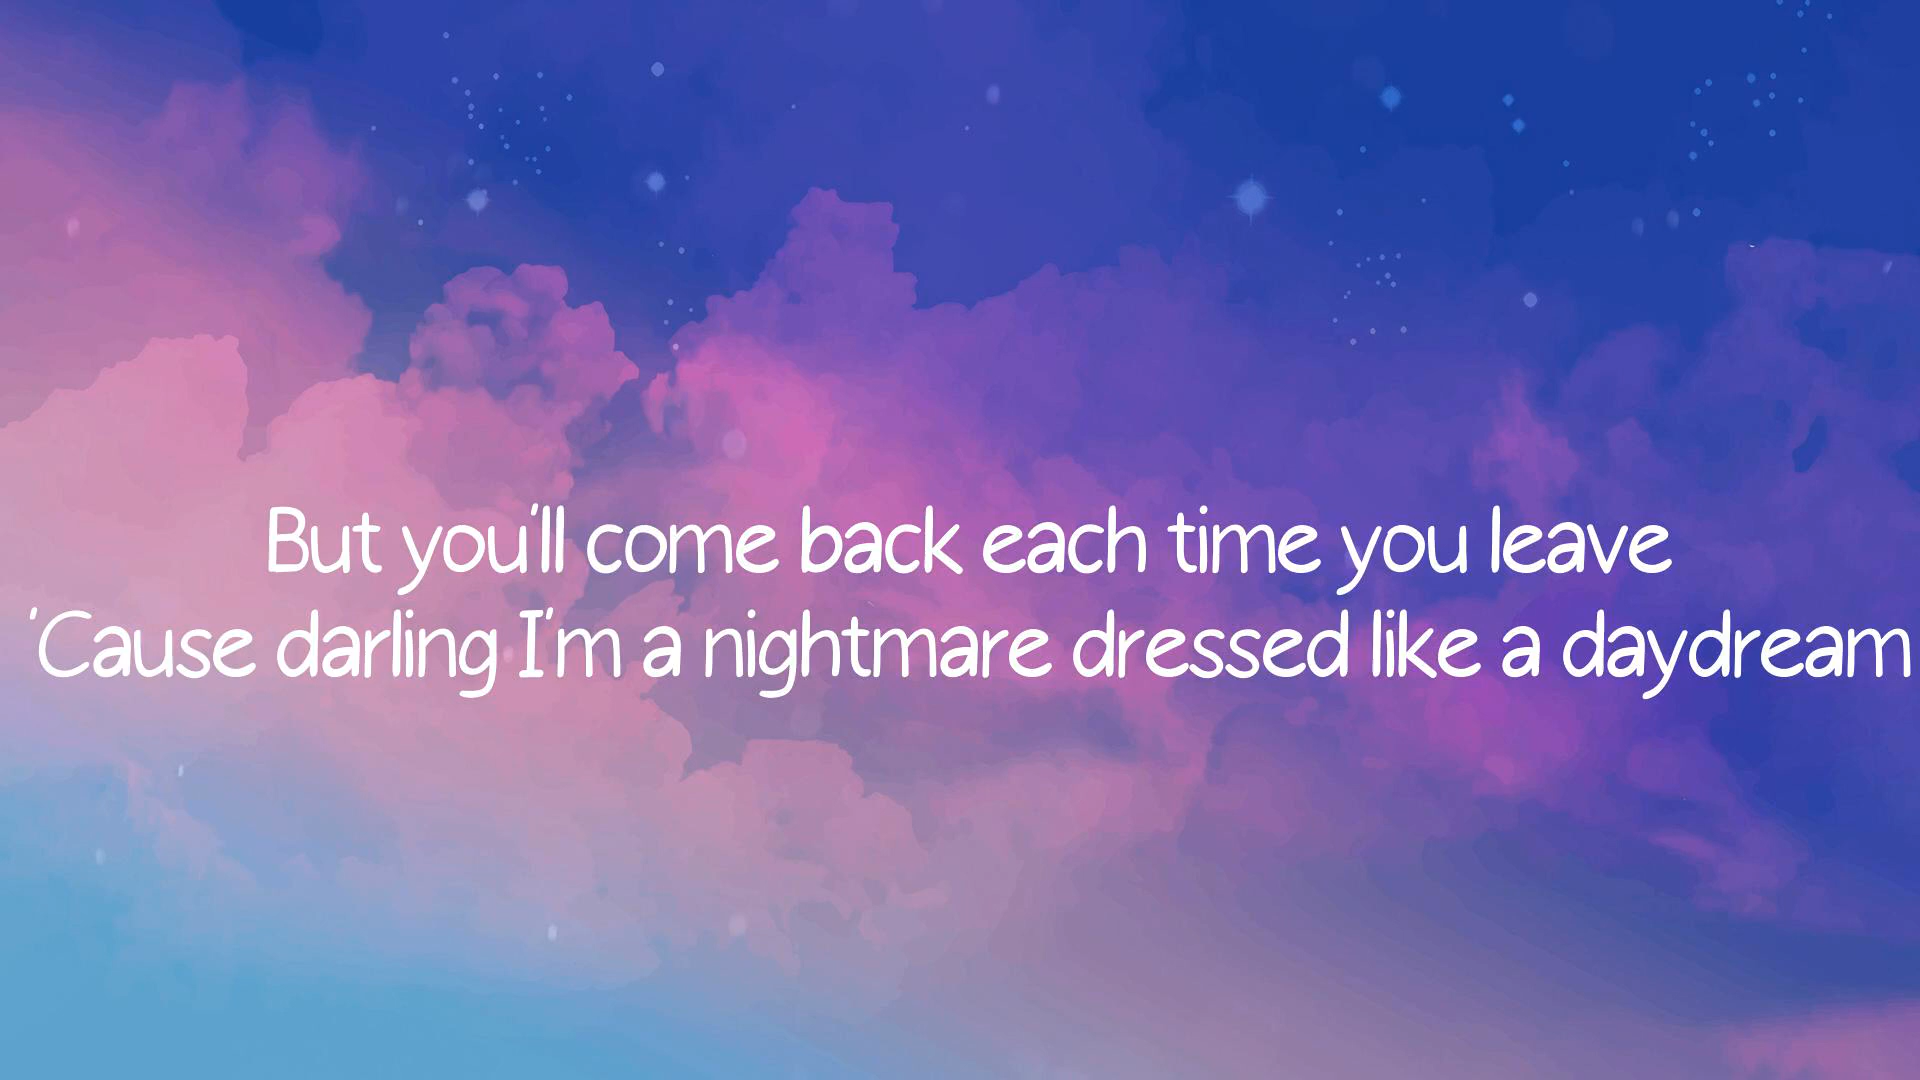 But you'll come back each time you leave
'Cause darling I'm a nightmare dressed like a daydream